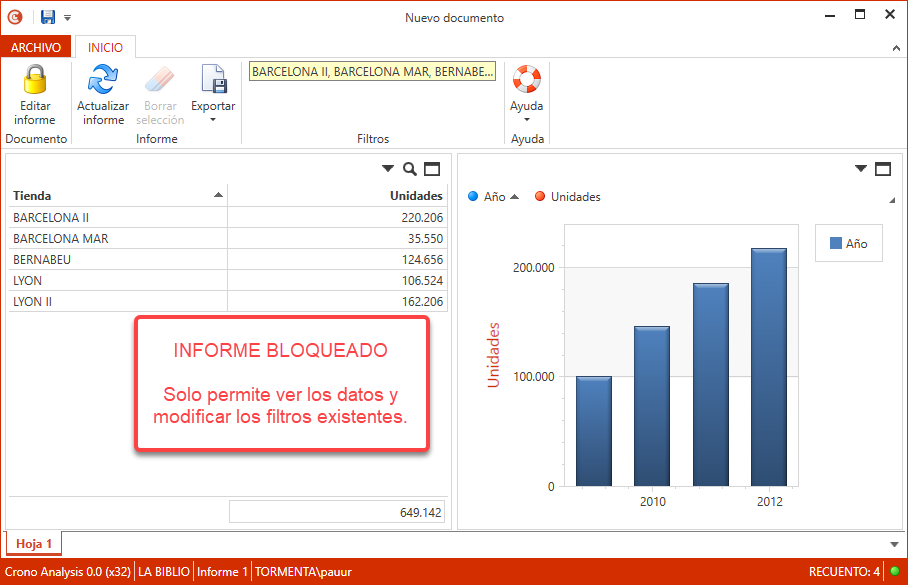 Nuevo documento
ARCHIVO
INICIO
Editar informe
Actualizar informe
Borrar selección
Exportar
BARCELONA II, BARCELONA MAR, BERNABE...
Ayuda
Documento
Informe
Filtros
Ayuda
Tienda Unidades
BARCELONA II 220.206
BARCELONA MAR 35.550
BERNABEU 124.656
LYON 106.524
LYON II 162.206
INFORME BLOQUEADO
Solo permite ver los datos y
modificar los filtros existentes.
649.142
Año Unidades
Año
200.000
100.000
0
Unidades
2010 2012
Hoja 1
Crono Analysis 0.0 (x32) LA BIBLIO Informe 1 TORMENTA\pauur RECUENTO: 4